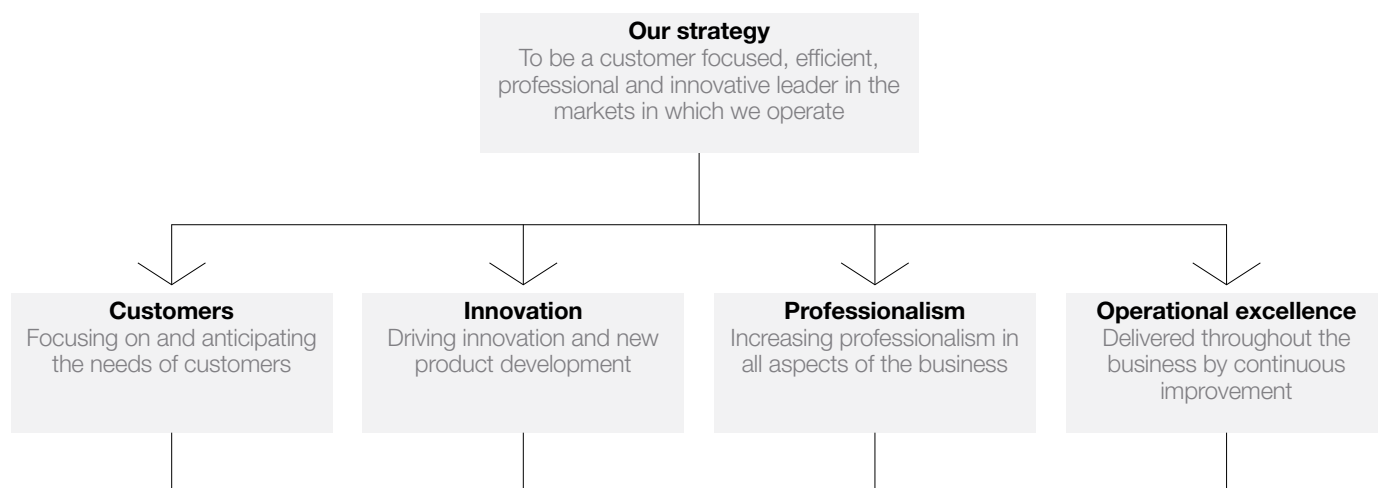 Our strategy
To be a customer focused, efficient,
professional and innovative leader in the
markets in which we operate
Customers
Focusing on and anticipating
the needs of customers
Innovation
Driving innovation and new
product development
Professionalism
Increasing professionalism in
all aspects of the business
Operational excellence
Delivered throughout the
business by continuous
improvement